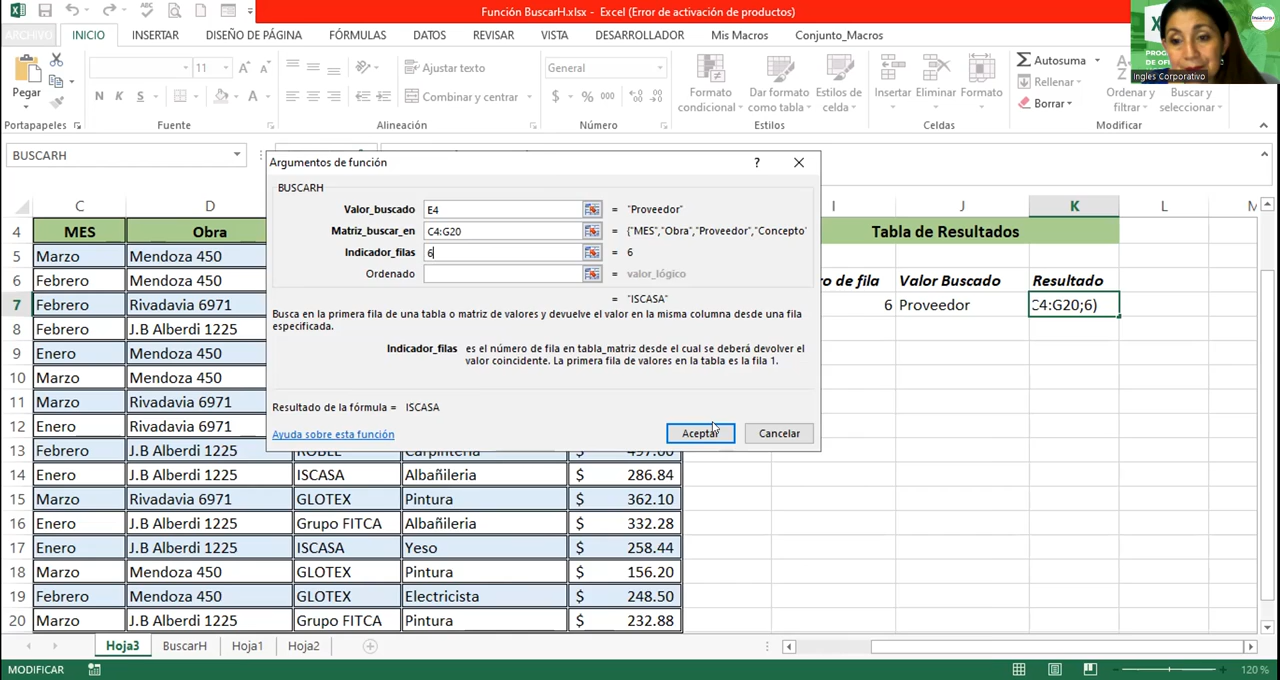 Función BuscarH.xlsx - Excel (Error de activación de productos)
ARCHIVO INICIO INSERTAR DISEÑO DE PÁGINA FÓRMULAS DATOS REVISAR VISTA DESARROLLADOR Mis Macros Conjunto_Macros
Ingles Corporativo
Pegar
11
Ajustar texto
General
Formato condicional
Dar formato como tabla
Estilos de celda
Insertar
Eliminar
Formato
Autosuma
Rellenar
Borrar
Ordenar y filtrar
Buscar y seleccionar
N K S
Combinar y centrar
$ % 000
Portapapeles Fuente Alineación Número Estilos Celdas Modificar
BUSCARH
Argumentos de función ?
BUSCARH
Valor_buscado E4 = "Proveedor"
Matriz_buscar_en C4:G20 = {"MES","Obra","Proveedor","Concepto"
Indicador_filas 6 = 6
Ordenado = valor_lógico
= "ISCASA"
Busca en la primera fila de una tabla o matriz de valores y devuelve el valor en la misma columna desde una fila
especificada.
Indicador_filas es el número de fila en tabla_matriz desde el cual se deberá devolver el
valor coincidente. La primera fila de valores en la tabla es la fila 1.
Resultado de la fórmula = ISCASA
Ayuda sobre esta función Aceptar Cancelar
C D I J K L M
4 MES Obra Tabla de Resultados
5 Marzo Mendoza 450
6 Febrero Mendoza 450 o de fila Valor Buscado Resultado
7 Febrero Rivadavia 6971 6 Proveedor C4:G20;6)
8 Febrero J.B Alberdi 1225
9 Enero Mendoza 450
10 Marzo Mendoza 450
11 Marzo Rivadavia 6971
12 Enero Rivadavia 6971
13 Febrero J.B Alberdi 1225 ROBLE Carpintería $ 497.00
14 Enero J.B Alberdi 1225 ISCASA Albañileria $ 286.84
15 Marzo Rivadavia 6971 GLOTEX Pintura $ 362.10
16 Enero J.B Alberdi 1225 Grupo FITCA Albañileria $ 332.28
17 Enero J.B Alberdi 1225 ISCASA Yeso $ 258.44
18 Marzo Mendoza 450 GLOTEX Pintura $ 156.20
19 Febrero Mendoza 450 GLOTEX Electricista $ 248.50
20 Marzo J.B Alberdi 1225 Grupo FITCA Pintura $ 232.88
Hoja3 BuscarH Hoja1 Hoja2
MODIFICAR 120 %